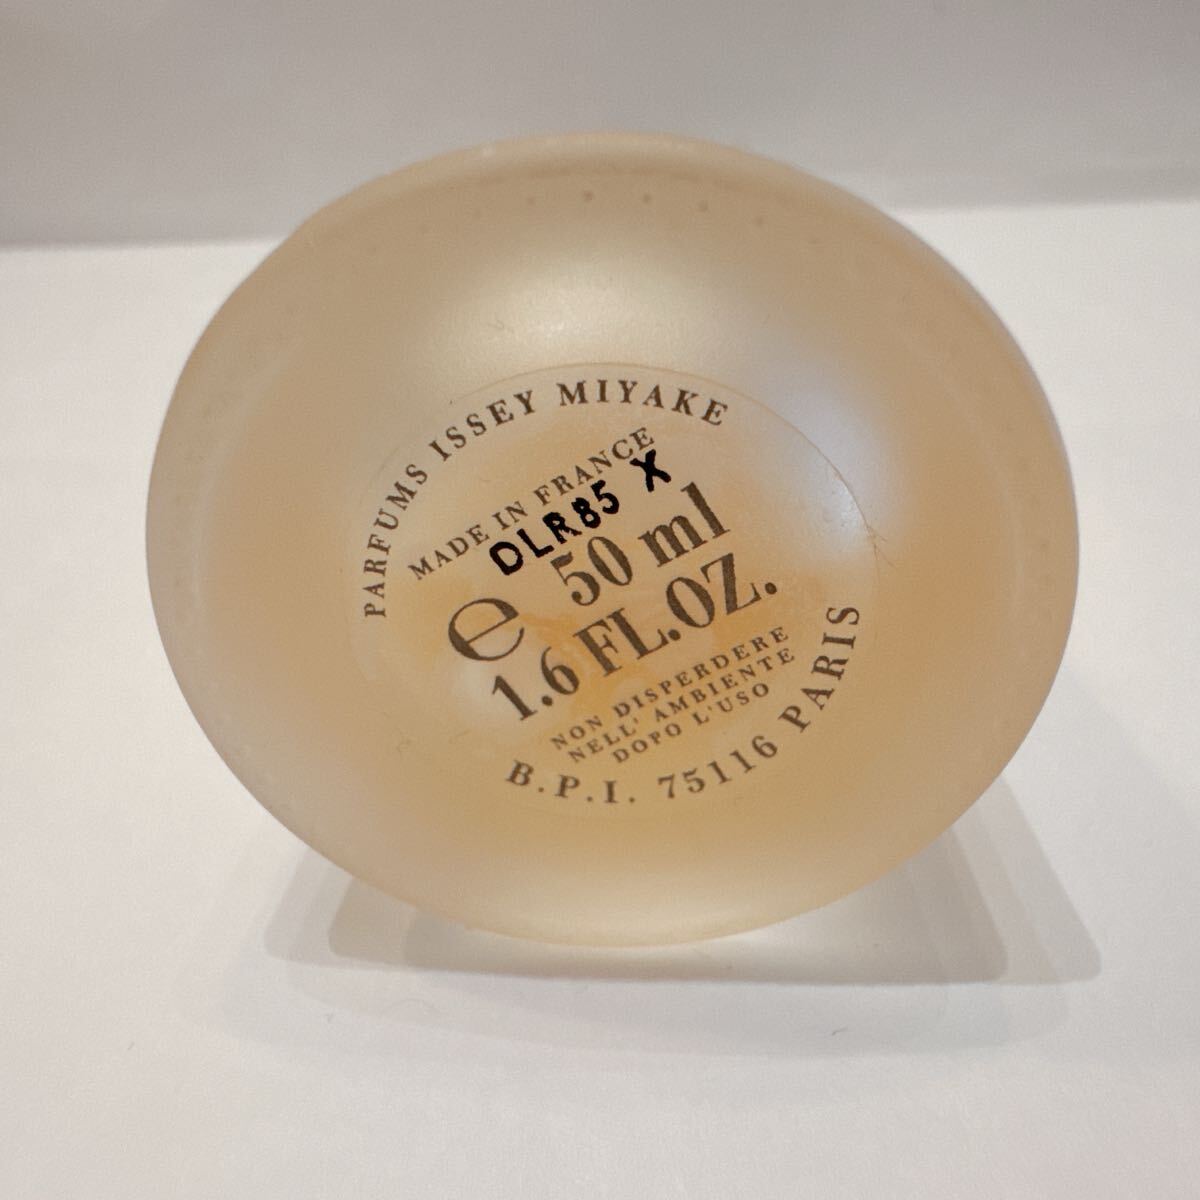 PARFUMS ISSEY MIYAKE
MADE IN FRANCE
DLR85 X
e 50 ml
1.6 FL.OZ.
NON DISPERDERE
NELL' AMBIENTE
DOPO L'USO
B.P.I. 75116 PARIS